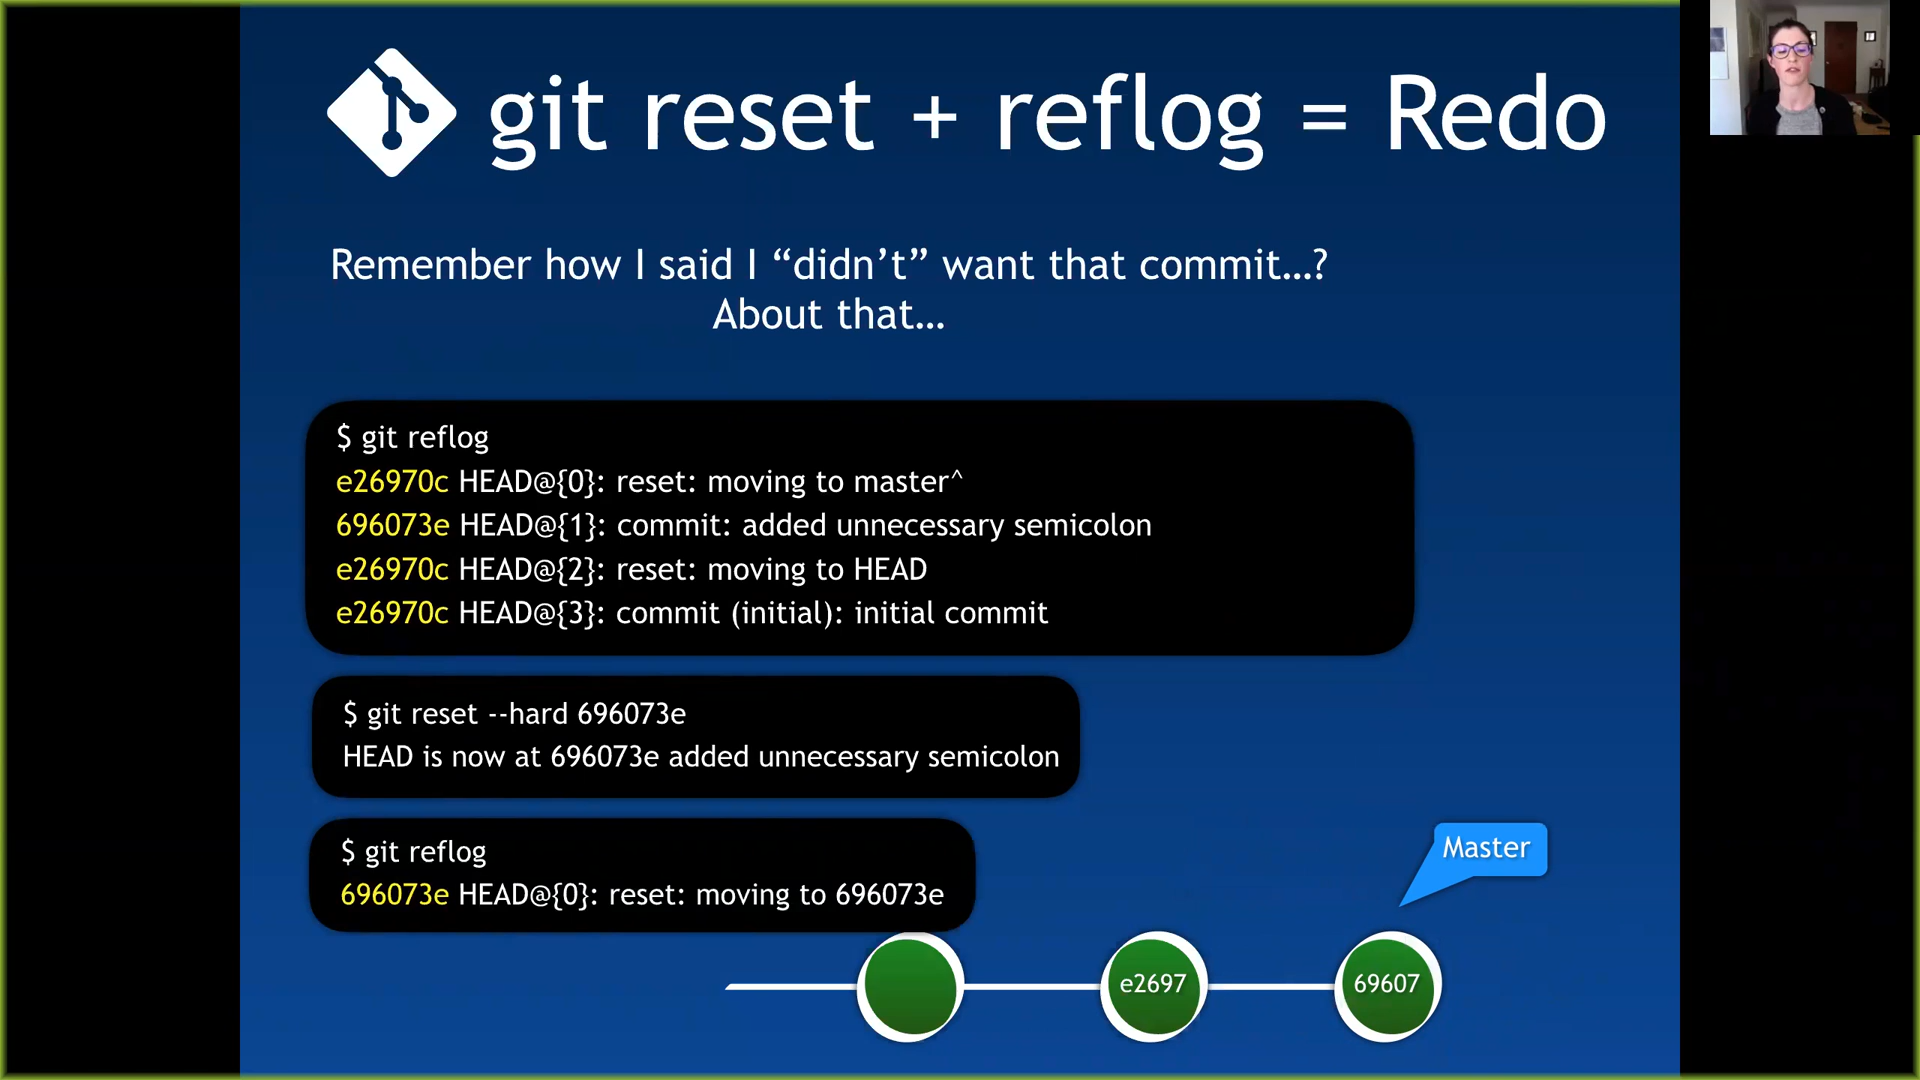 git reset + reflog = Redo
Remember how I said I “didn’t” want that commit…?
About that…
$ git reflog
e26970c HEAD@{0}: reset: moving to master^
696073e HEAD@{1}: commit: added unnecessary semicolon
e26970c HEAD@{2}: reset: moving to HEAD
e26970c HEAD@{3}: commit (initial): initial commit
$ git reset --hard 696073e
HEAD is now at 696073e added unnecessary semicolon
$ git reflog
696073e HEAD@{0}: reset: moving to 696073e
Master
e2697
69607